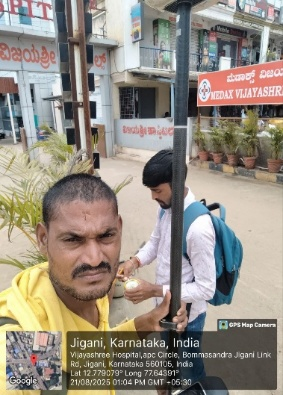 SPIT
ವಿಜಯಶ್ರೀ
ಮೆಡಾಕ್ಸ್ ವಿಜಯಶ್ರೀ
MEDAX VIJAYASHR
GPS Map Camera
Jigani, Karnataka, India
Vijayashree Hospital,apc Circle, Bommasandra Jigani Link
Rd, Jigani, Karnataka 560105, India
Lat 12.779079° Long 77.64391°
21/08/2025 01:04 PM GMT +05:30
Google